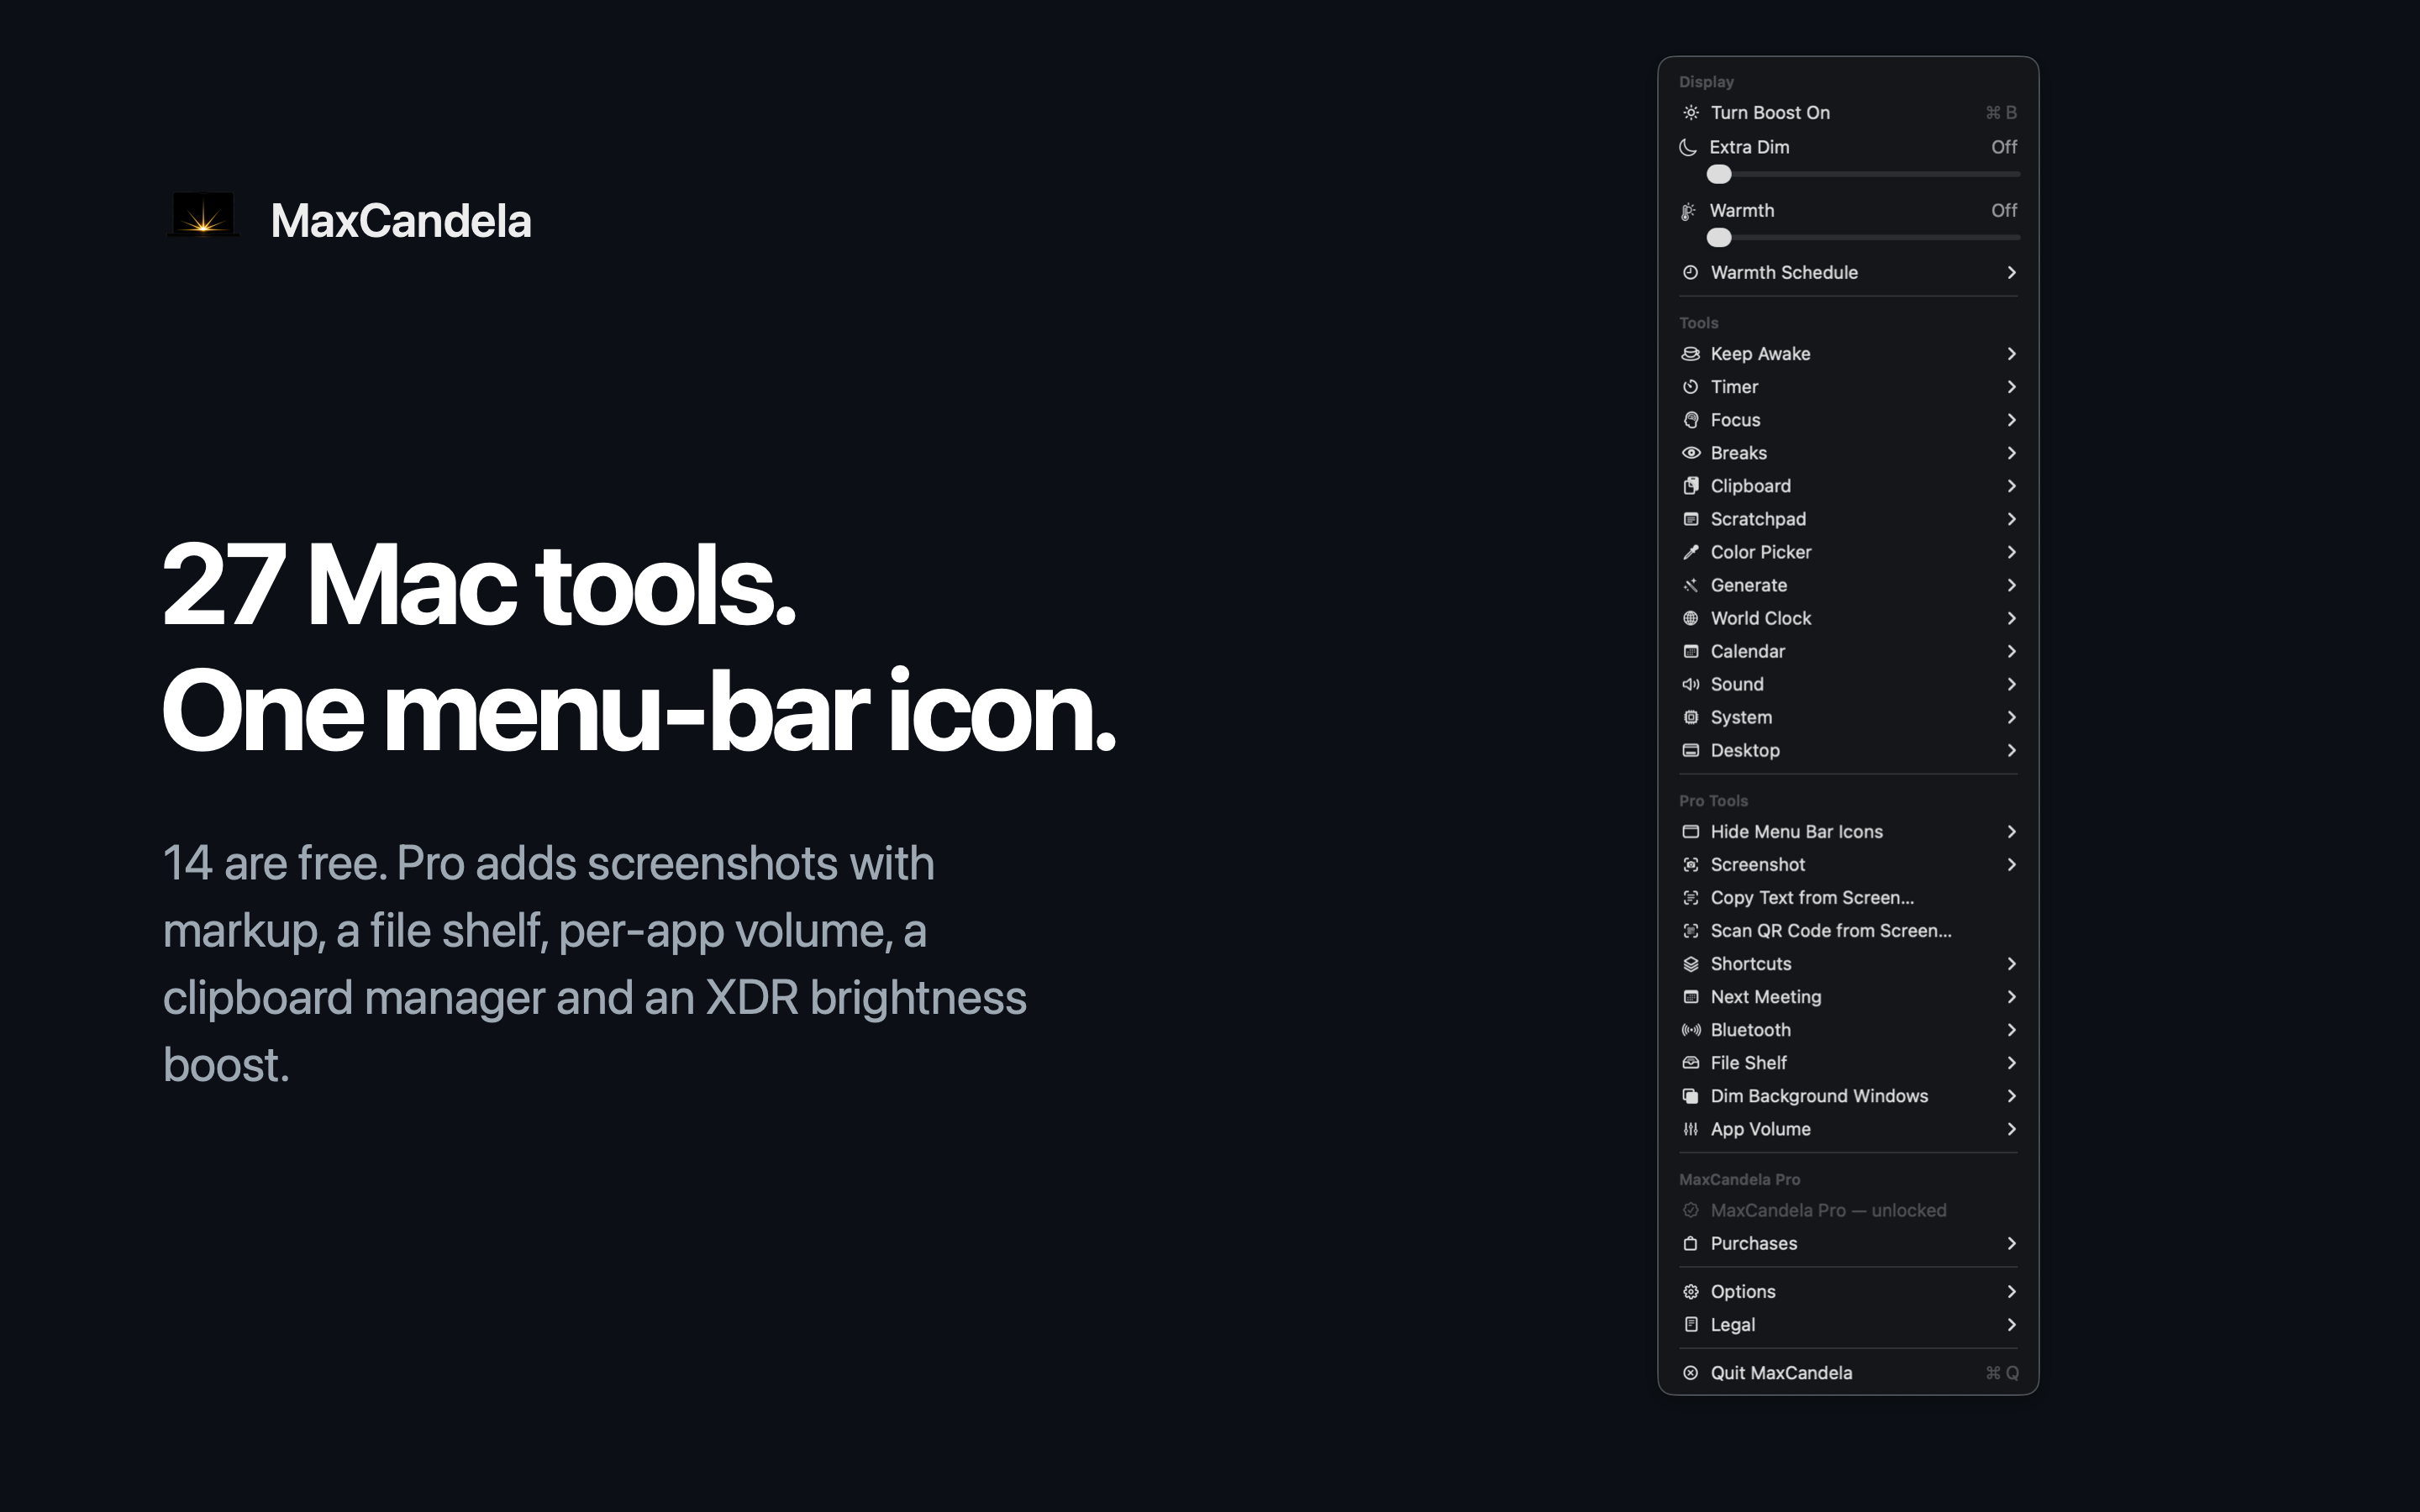 MaxCandela
27 Mac tools.
One menu-bar icon.
14 are free. Pro adds screenshots with
markup, a file shelf, per-app volume, a
clipboard manager and an XDR brightness
boost.
Display
Turn Boost On ⌘ B
Extra Dim Off
Warmth Off
Warmth Schedule
Tools
Keep Awake
Timer
Focus
Breaks
Clipboard
Scratchpad
Color Picker
Generate
World Clock
Calendar
Sound
System
Desktop
Pro Tools
Hide Menu Bar Icons
Screenshot
Copy Text from Screen...
Scan QR Code from Screen...
Shortcuts
Next Meeting
Bluetooth
File Shelf
Dim Background Windows
App Volume
MaxCandela Pro
MaxCandela Pro — unlocked
Purchases
Options
Legal
Quit MaxCandela ⌘ Q